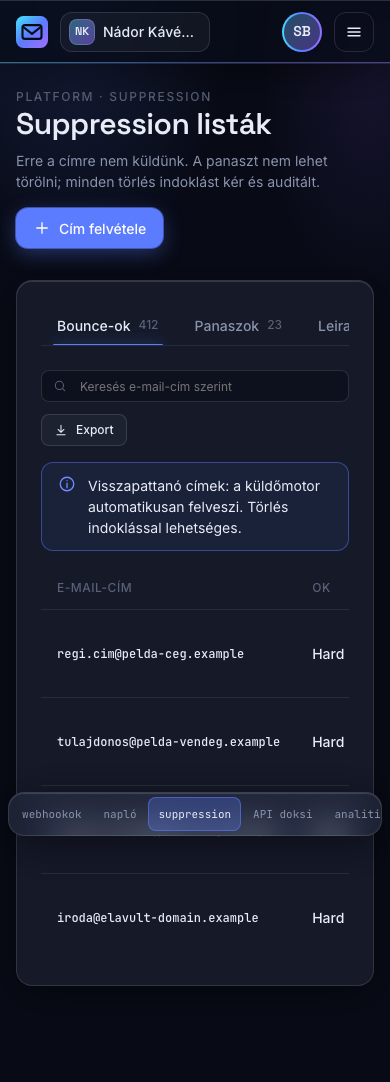 NK
Nádor Kávé...
SB
PLATFORM · SUPPRESSION
Suppression listák
Erre a címre nem küldünk. A panaszt nem lehet
törölni; minden törlés indoklást kér és auditált.
Cím felvétele
Bounce-ok 412
Panaszok 23
Leira
Keresés e-mail-cím szerint
Export
Visszapattanó címek: a küldőmotor
automatikusan felveszi. Törlés
indoklással lehetséges.
E-MAIL-CÍM
OK
regi.cim@pelda-ceg.example
Hard
tulajdonos@pelda-vendeg.example
Hard
webhookok
napló
suppression
API doksi
analiti
iroda@elavult-domain.example
Hard